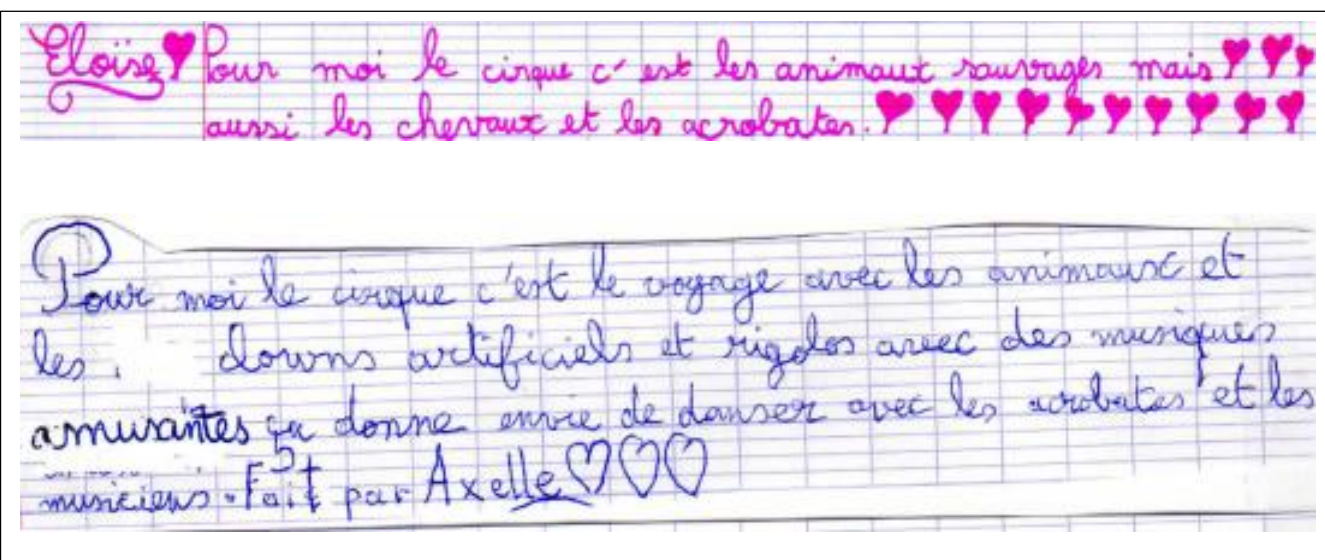 Eloïse Pour moi le cirque c'est les animaux sauvages mais
aussi les chevaux et les acrobates.
Pour moi le cirque c'est le voyage avec les animaux et
les. clowns artificiels et rigolos avec des musiques
amusantes ça donne envie de danser avec les acrobates et les
musiciens. Fait par Axelle